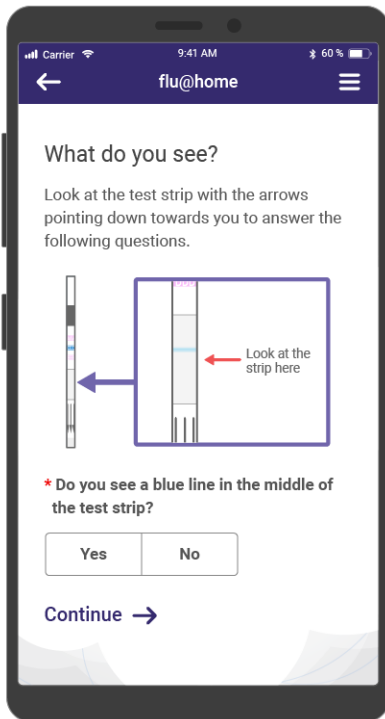 Carrier 9:41 AM 60 %
flu@home
What do you see?
Look at the test strip with the arrows
pointing down towards you to answer the
following questions.
Look at the
strip here
* Do you see a blue line in the middle of
the test strip?
Yes No
Continue